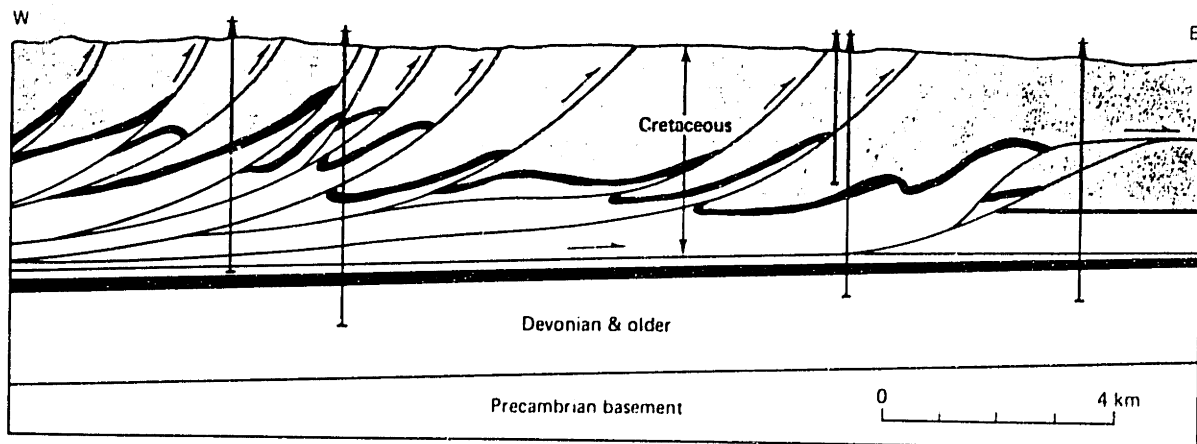 W
E
Cretaceous
Devonian & older
Precambrian basement
0
4 km